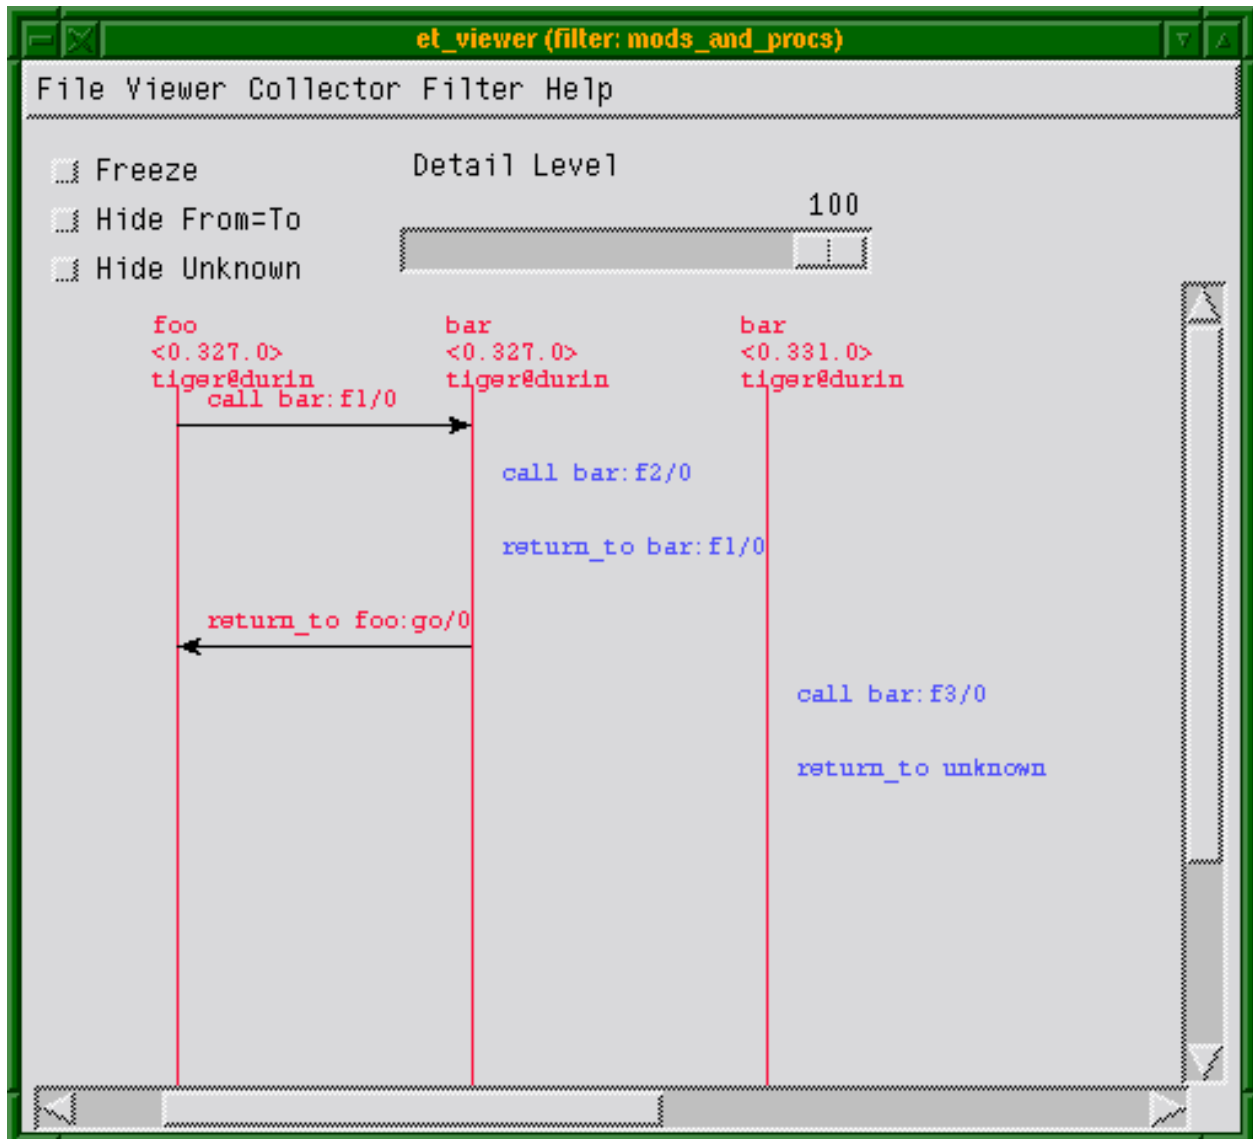 et_viewer (filter: mods_and_procs)
File Viewer Collector Filter Help
Freeze
Hide From=To
Hide Unknown
Detail Level
100
foo
<0.327.0>
tiger@durin
bar
<0.327.0>
tiger@durin
bar
<0.331.0>
tiger@durin
call bar:f1/0
call bar:f2/0
return_to bar:f1/0
return_to foo:go/0
call bar:f3/0
return_to unknown